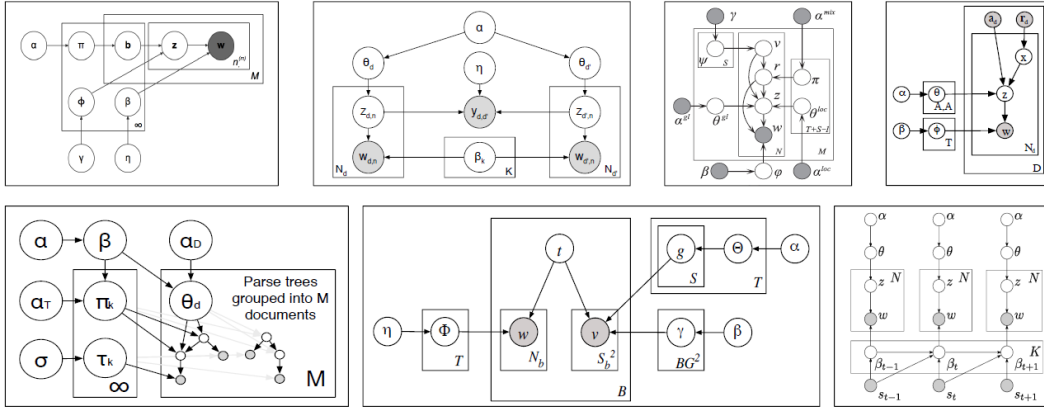 α π b z w
n.(n)
M
φ β
∞
γ η
α
θd θd'
η
zd,n yd,d' zd',n
wd,n βk wd',n
Nd K Nd'
γ αmix
ψ S
v
r π
z
αgl θgl θloc
w T+S-1
N M
β φ αloc
ad rd
x
α θ z
A,A
β φ w
T Nd
D
α β αD
Parse trees
grouped into M
documents
αT πk θd
σ τk
∞ M
t g Θ α
S T
η Φ w v γ β
T Nb Sb2 BG2
B
α α α
θ θ θ
z N z N z N
w w w
K
βt−1 βt βt+1
st−1 st st+1